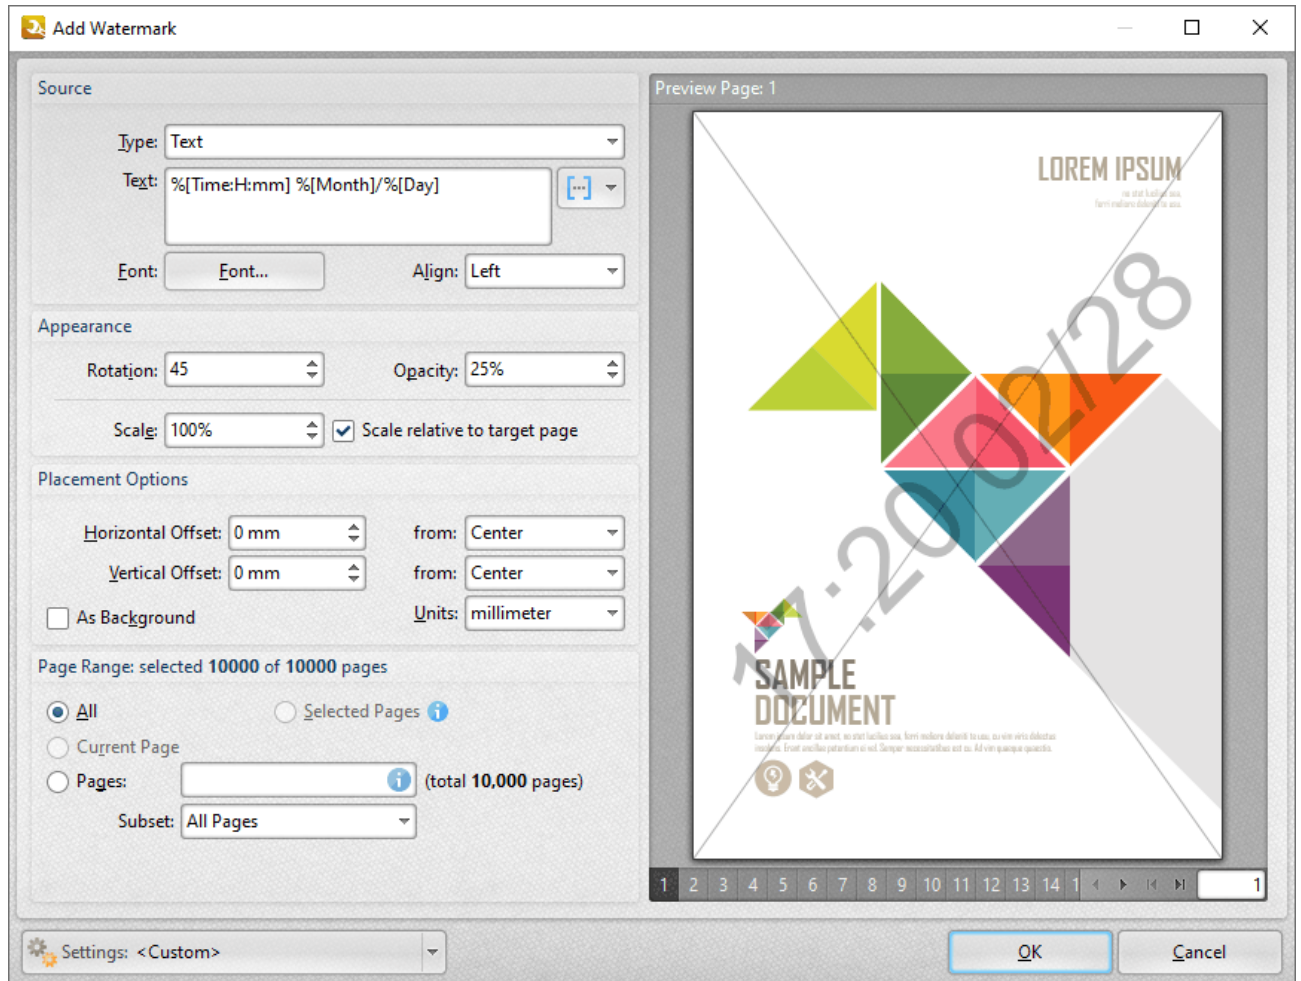 Add Watermark
Source
Type: Text
Text: %[Time:H:mm] %[Month]/%[Day]
Font: Font... Align: Left
Appearance
Rotation: 45 Opacity: 25%
Scale: 100% Scale relative to target page
Placement Options
Horizontal Offset: 0 mm from: Center
Vertical Offset: 0 mm from: Center
As Background Units: millimeter
Page Range: selected 10000 of 10000 pages
All Selected Pages
Current Page
Pages: (total 10,000 pages)
Subset: All Pages
Preview Page: 1
LOREM IPSUM
17:20 02/28
SAMPLE
DOCUMENT
1 2 3 4 5 6 7 8 9 10 11 12 13 14 1 1
Settings: <Custom>
OK Cancel